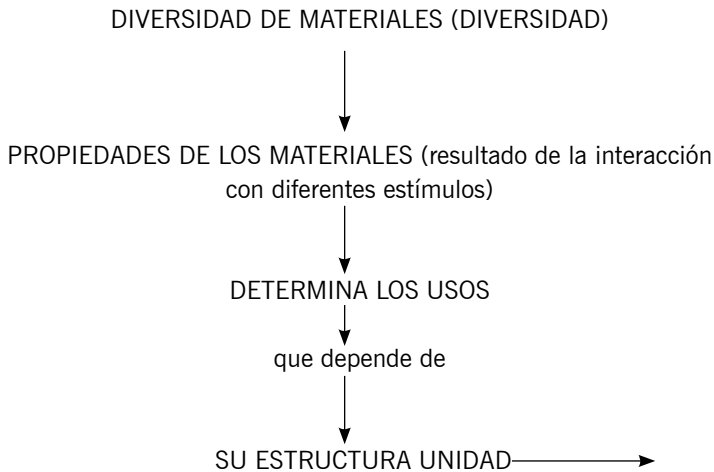 DIVERSIDAD DE MATERIALES (DIVERSIDAD)
PROPIEDADES DE LOS MATERIALES (resultado de la interacción
con diferentes estímulos)
DETERMINA LOS USOS
que depende de
SU ESTRUCTURA UNIDAD